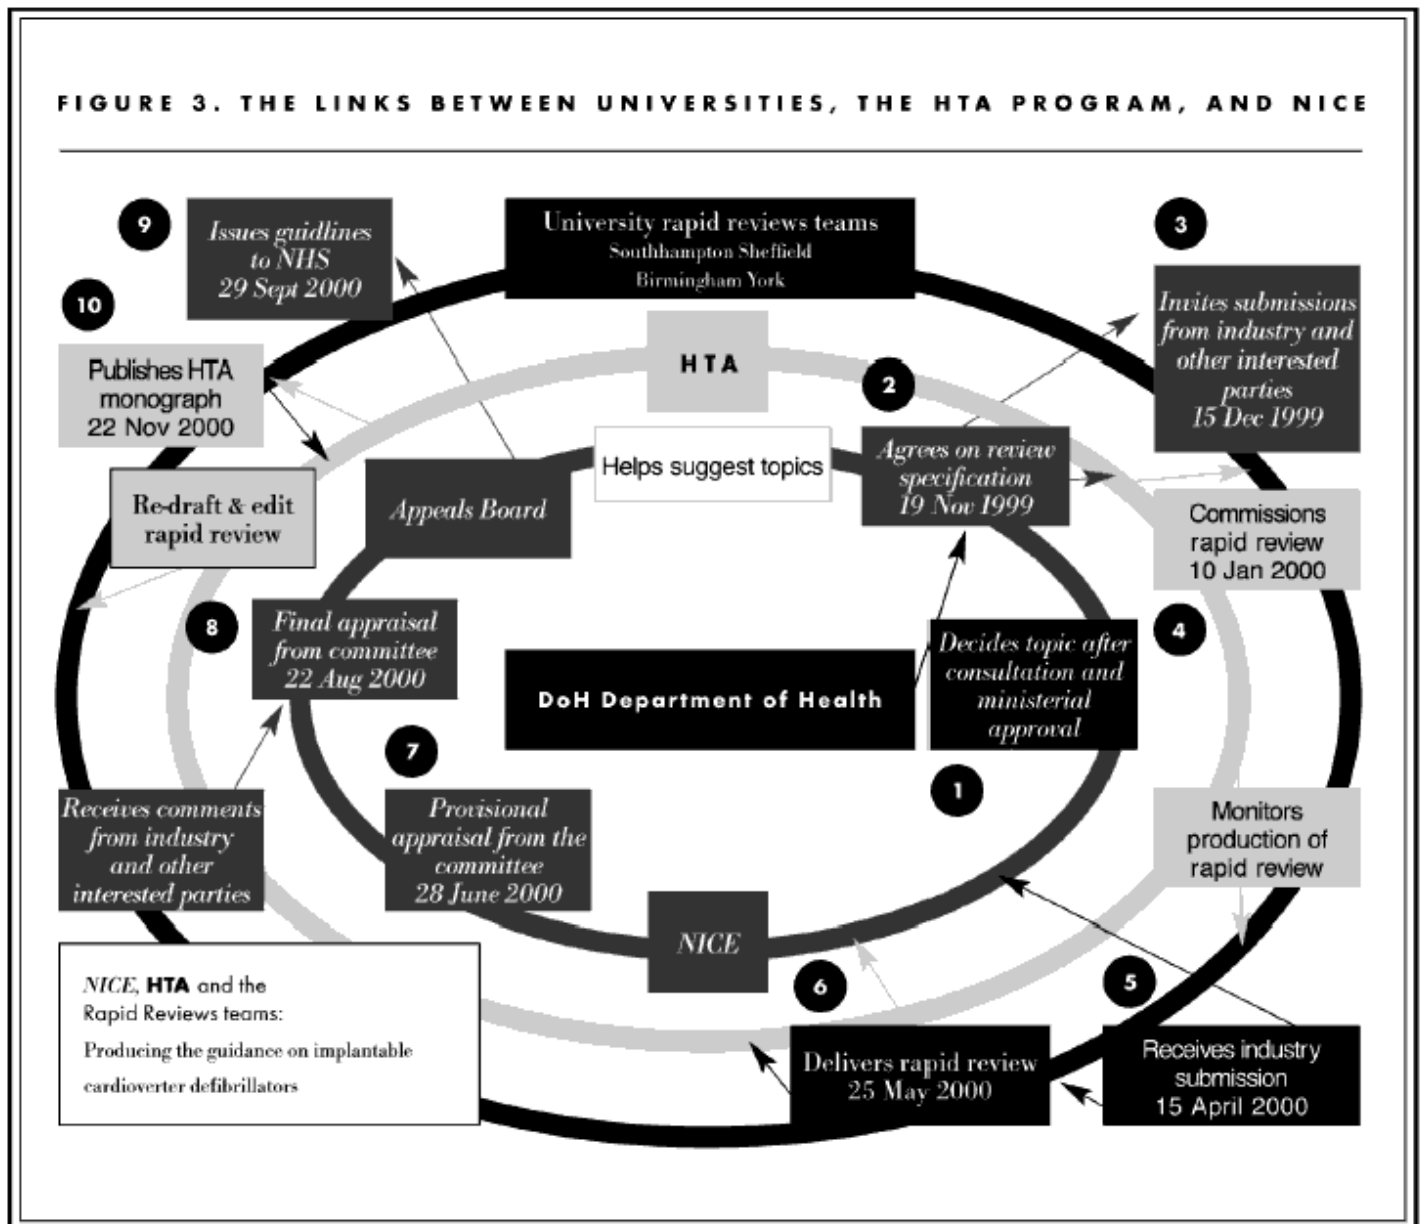 FIGURE 3. THE LINKS BETWEEN UNIVERSITIES, THE HTA PROGRAM, AND NICE
9
Issues guidlines
to NHS
29 Sept 2000
University rapid reviews teams
Southhampton Sheffield
Birmingham York
3
Invites submissions
from industry and
other interested
parties
15 Dec 1999
10
Publishes HTA
monograph
22 Nov 2000
HTA
2
Agrees on review
specification
19 Nov 1999
Helps suggest topics
Appeals Board
Re-draft & edit
rapid review
Commissions
rapid review
10 Jan 2000
4
8
Final appraisal
from committee
22 Aug 2000
DoH Department of Health
Decides topic after
consultation and
ministerial
approval
1
7
Provisional
appraisal from the
committee
28 June 2000
Receives comments
from industry
and other
interested parties
Monitors
production of
rapid review
NICE
6
5
Delivers rapid review
25 May 2000
Receives industry
submission
15 April 2000
NICE, HTA and the
Rapid Reviews teams:
Producing the guidance on implantable
cardioverter defibrillators